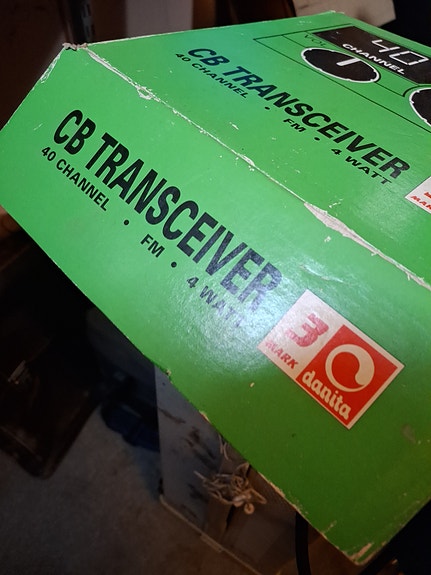 40
CHANNEL
CB TRANSCEIVER
40 CHANNEL • FM • 4 WATT
CB TRANSCEIVER
40 CHANNEL • FM • 4 WATT
3
MARK
danita